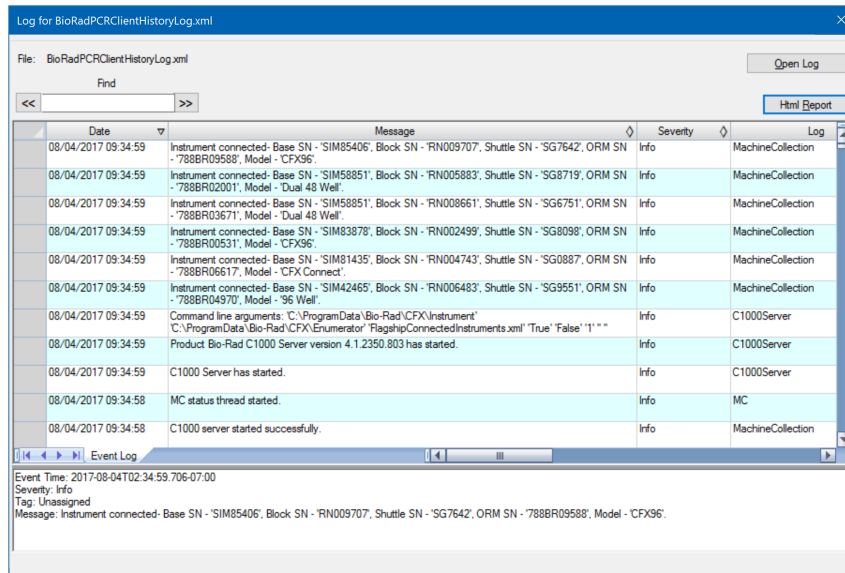 Log for BioRadPCRClientHistoryLog.xml
File: BioRadPCRClientHistoryLog.xml
Open Log
Find
<< >>
Html Report
Date Message Severity Log
08/04/2017 09:34:59 Instrument connected- Base SN - 'SIM85406', Block SN - 'RN009707', Shuttle SN - 'SG7642', ORM SN Info MachineCollection
- '788BR09588', Model - 'CFX96'.
08/04/2017 09:34:59 Instrument connected- Base SN - 'SIM58851', Block SN - 'RN005883', Shuttle SN - 'SG8719', ORM SN Info MachineCollection
- '788BR02001', Model - 'Dual 48 Well'.
08/04/2017 09:34:59 Instrument connected- Base SN - 'SIM58851', Block SN - 'RN008661', Shuttle SN - 'SG6751', ORM SN Info MachineCollection
- '788BR03671', Model - 'Dual 48 Well'.
08/04/2017 09:34:59 Instrument connected- Base SN - 'SIM83878', Block SN - 'RN002499', Shuttle SN - 'SG8098', ORM SN Info MachineCollection
- '788BR00531', Model - 'CFX96'.
08/04/2017 09:34:59 Instrument connected- Base SN - 'SIM81435', Block SN - 'RN004743', Shuttle SN - 'SG0887', ORM SN Info MachineCollection
- '788BR06617', Model - 'CFX Connect'.
08/04/2017 09:34:59 Instrument connected- Base SN - 'SIM42465', Block SN - 'RN006483', Shuttle SN - 'SG9551', ORM SN Info MachineCollection
- '788BR04970', Model - '96 Well'.
08/04/2017 09:34:59 Command line arguments: 'C:\ProgramData\Bio-Rad\CFX\Instrument' Info C1000Server
'C:\ProgramData\Bio-Rad\CFX\Enumerator' 'FlagshipConnectedInstruments.xml' 'True' 'False' '1' '' ''
08/04/2017 09:34:59 Product Bio-Rad C1000 Server version 4.1.2350.803 has started. Info C1000Server
08/04/2017 09:34:59 C1000 Server has started. Info C1000Server
08/04/2017 09:34:58 MC status thread started. Info MC
08/04/2017 09:34:58 C1000 server started successfully. Info MachineCollection
Event Log
Event Time: 2017-08-04T02:34:59.706-07:00
Severity: Info
Tag: Unassigned
Message: Instrument connected- Base SN - 'SIM85406', Block SN - 'RN009707', Shuttle SN - 'SG7642', ORM SN - '788BR09588', Model - 'CFX96'.